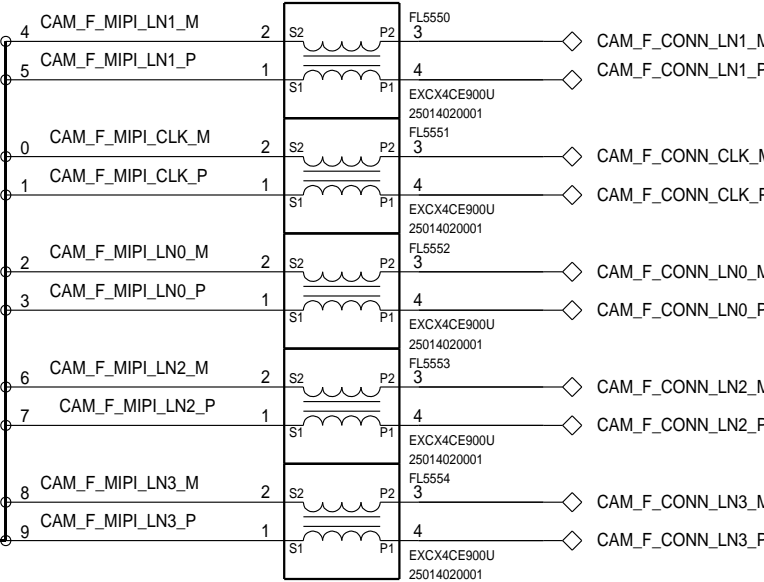 FL5550
4 CAM_F_MIPI_LN1_M 2 S2 P2 3 CAM_F_CONN_LN1_M
5 CAM_F_MIPI_LN1_P 1 S1 P1 4 CAM_F_CONN_LN1_P
EXCX4CE900U
25014020001
FL5551
0 CAM_F_MIPI_CLK_M 2 S2 P2 3 CAM_F_CONN_CLK_M
1 CAM_F_MIPI_CLK_P 1 S1 P1 4 CAM_F_CONN_CLK_P
EXCX4CE900U
25014020001
FL5552
2 CAM_F_MIPI_LN0_M 2 S2 P2 3 CAM_F_CONN_LN0_M
3 CAM_F_MIPI_LN0_P 1 S1 P1 4 CAM_F_CONN_LN0_P
EXCX4CE900U
25014020001
FL5553
6 CAM_F_MIPI_LN2_M 2 S2 P2 3 CAM_F_CONN_LN2_M
7 CAM_F_MIPI_LN2_P 1 S1 P1 4 CAM_F_CONN_LN2_P
EXCX4CE900U
25014020001
FL5554
8 CAM_F_MIPI_LN3_M 2 S2 P2 3 CAM_F_CONN_LN3_M
9 CAM_F_MIPI_LN3_P 1 S1 P1 4 CAM_F_CONN_LN3_P
EXCX4CE900U
25014020001